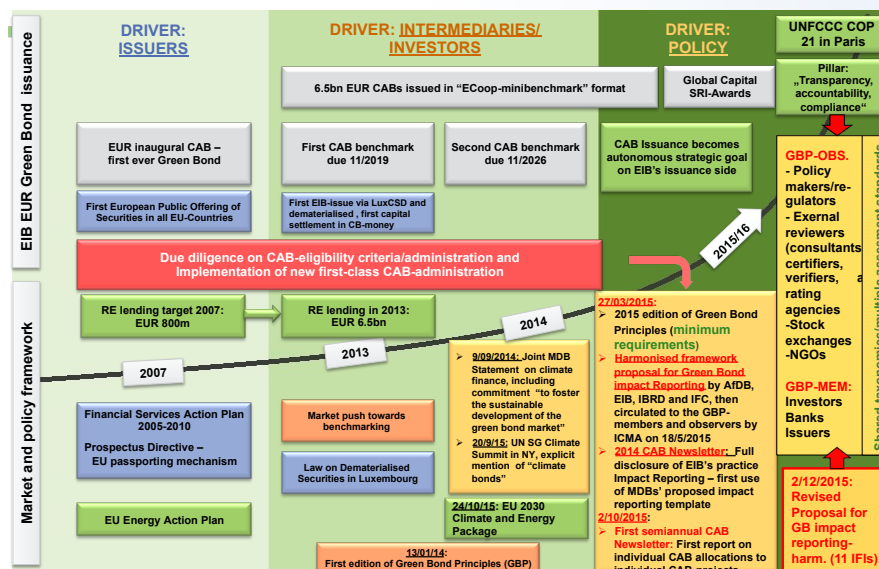 DRIVER:
ISSUERS
DRIVER: INTERMEDIARIES/
INVESTORS
DRIVER:
POLICY
UNFCCC COP
21 in Paris
EIB EUR Green Bond issuance
6.5bn EUR CABs issued in “ECoop-minibenchmark” format
Global Capital
SRI-Awards
Pillar:
„Transparency,
accountability,
compliance“
EUR inaugural CAB –
first ever Green Bond
First CAB benchmark
due 11/2019
Second CAB benchmark
due 11/2026
CAB Issuance becomes
autonomous strategic goal
on EIB’s issuance side
First European Public Offering of
Securities in all EU-Countries
First EIB-issue via LuxCSD and
dematerialised , first capital
settlement in CB-money
Due diligence on CAB-eligibility criteria/administration and
Implementation of new first-class CAB-administration
2015/16
GBP-OBS.
- Policy
makers/re-
gulators
- Exernal
reviewers
(consultants
certifiers,
verifiers, a
rating
agencies
-Stock
exchanges
-NGOs
GBP-MEM:
Investors
Banks
Issuers
Shared taxonomies/multiple assessment standards
Market and policy framework
RE lending target 2007:
EUR 800m
RE lending in 2013:
EUR 6.5bn
2007
2013
2014
Financial Services Action Plan
2005-2010
Prospectus Directive –
EU passporting mechanism
EU Energy Action Plan
Market push towards
benchmarking
Law on Dematerialised
Securities in Luxembourg
13/01/14:
First edition of Green Bond Principles (GBP)
➢ 9/09/2014: Joint MDB
Statement on climate
finance, including
commitment “to foster
the sustainable
development of the
green bond market”
➢ 20/9/15: UN SG Climate
Summit in NY, explicit
mention of “climate
bonds”
24/10/15: EU 2030
Climate and Energy
Package
27/03/2015:
➢ 2015 edition of Green Bond
Principles (minimum
requirements)
➢ Harmonised framework
proposal for Green Bond
impact Reporting by AfDB,
EIB, IBRD and IFC, then
circulated to the GBP-
members and observers by
ICMA on 18/5/2015
➢ 2014 CAB Newsletter: Full
disclosure of EIB’s practice
Impact Reporting – first use
of MDBs’ proposed impact
reporting template
2/10/2015:
➢ First semiannual CAB
Newsletter: First report on
individual CAB allocations to
individual CAB projects
2/12/2015:
Revised
Proposal for
GB impact
reporting-
harm. (11 IFIs)